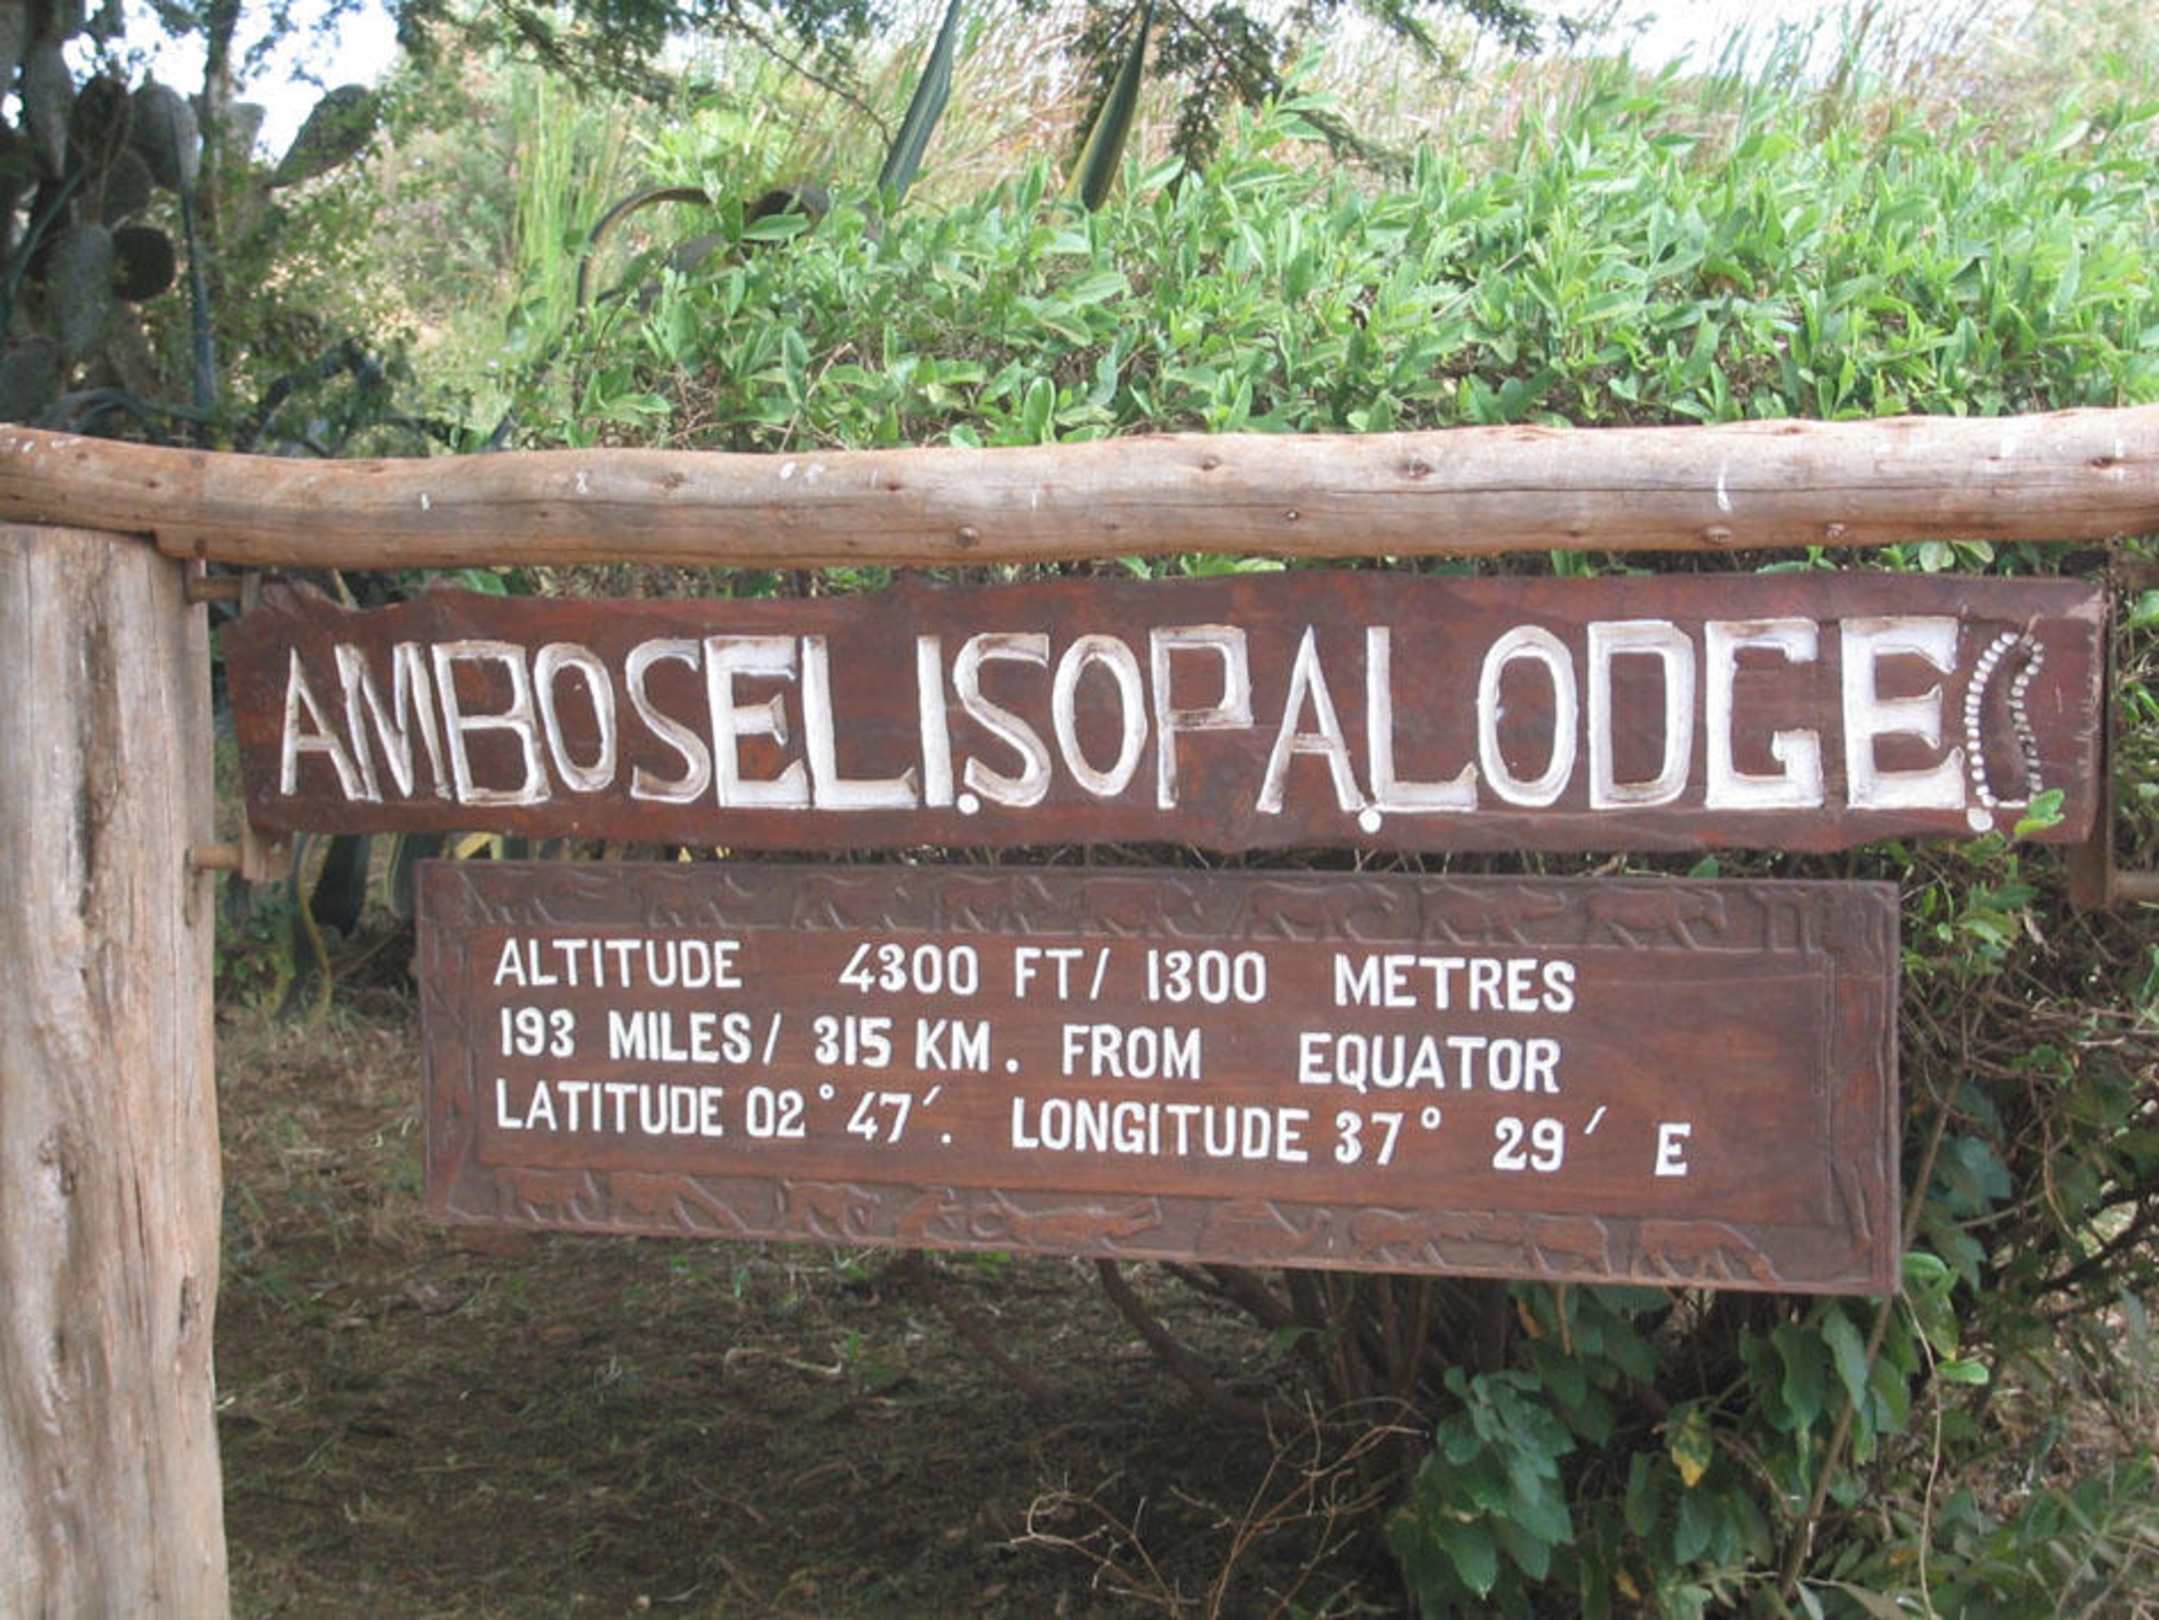 AMBOSELI.SOPA.LODGE.
ALTITUDE 4300 FT/ 1300 METRES
193 MILES/ 315 KM. FROM EQUATOR
LATITUDE 02° 47′. LONGITUDE 37° 29′ E